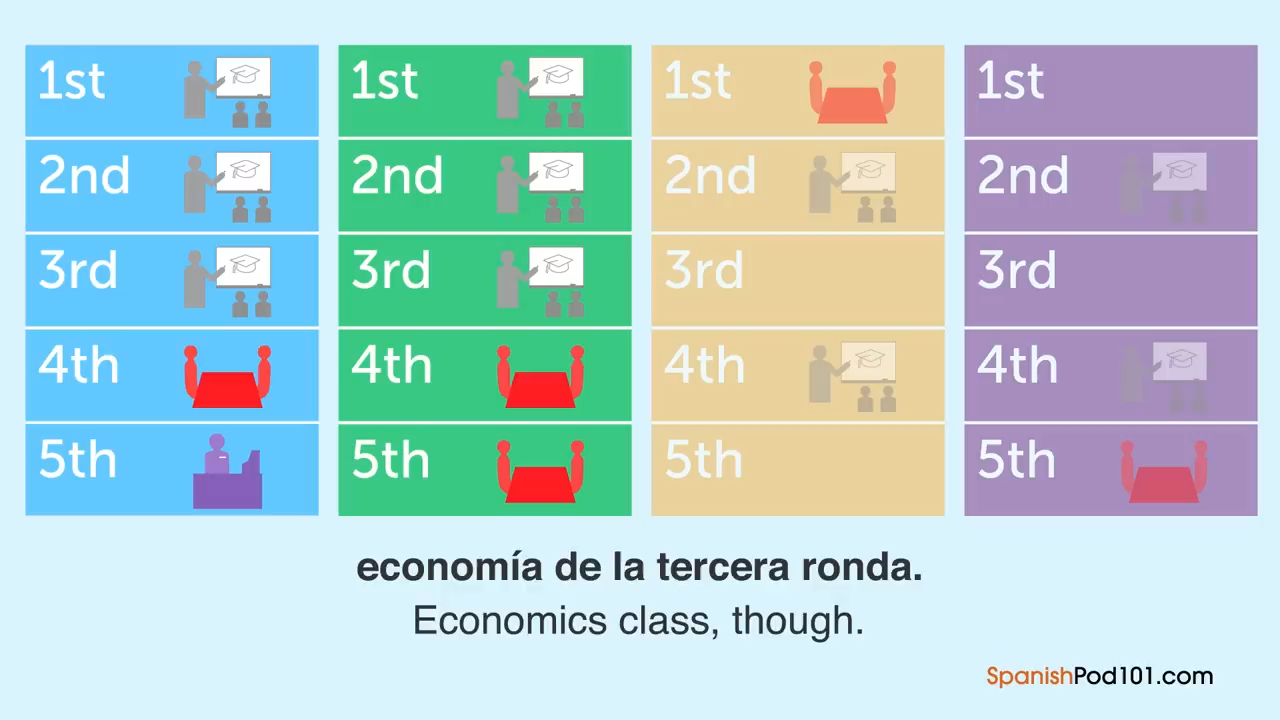 1st 1st 1st 1st
2nd 2nd 2nd 2nd
3rd 3rd 3rd 3rd
4th 4th 4th 4th
5th 5th 5th 5th
economía de la tercera ronda.
Economics class, though.
SpanishPod101.com